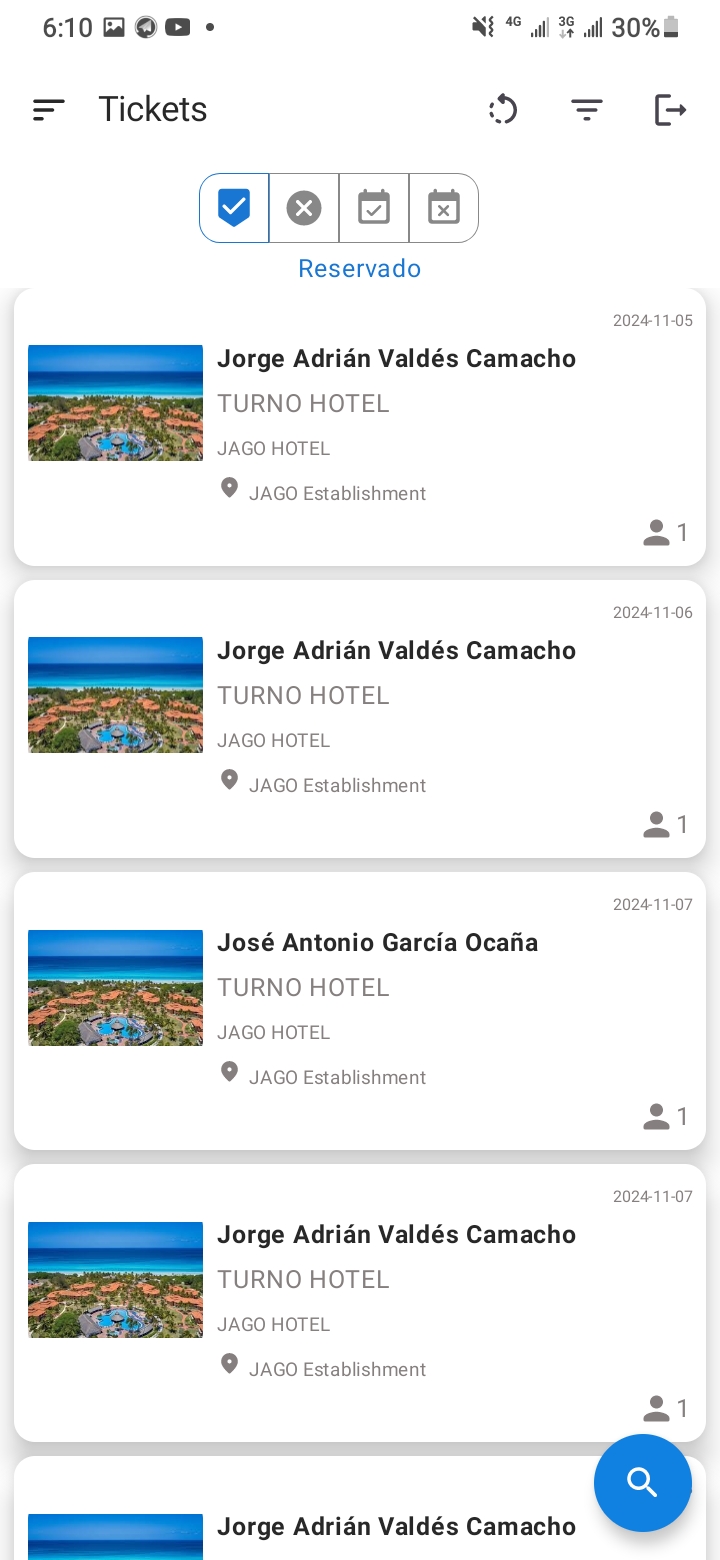 6:10 4G 3G 30%
Tickets
Reservado
2024-11-05
Jorge Adrián Valdés Camacho
TURNO HOTEL
JAGO HOTEL
JAGO Establishment
1
2024-11-06
Jorge Adrián Valdés Camacho
TURNO HOTEL
JAGO HOTEL
JAGO Establishment
1
2024-11-07
José Antonio García Ocaña
TURNO HOTEL
JAGO HOTEL
JAGO Establishment
1
2024-11-07
Jorge Adrián Valdés Camacho
TURNO HOTEL
JAGO HOTEL
JAGO Establishment
1
Jorge Adrián Valdés Camacho